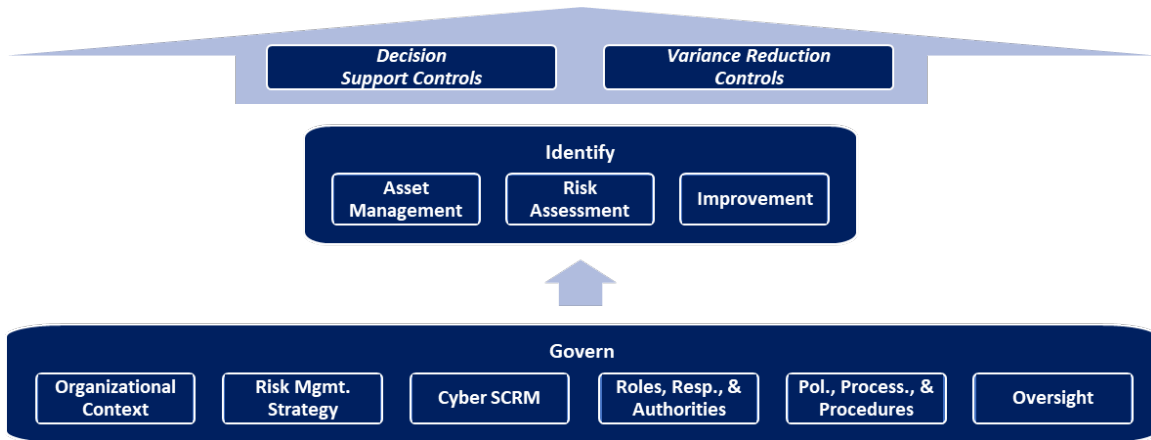 Decision
Support Controls
Variance Reduction
Controls
Identify
Asset
Management
Risk
Assessment
Improvement
Govern
Organizational
Context
Risk Mgmt.
Strategy
Cyber SCRM
Roles, Resp., &
Authorities
Pol., Process., &
Procedures
Oversight